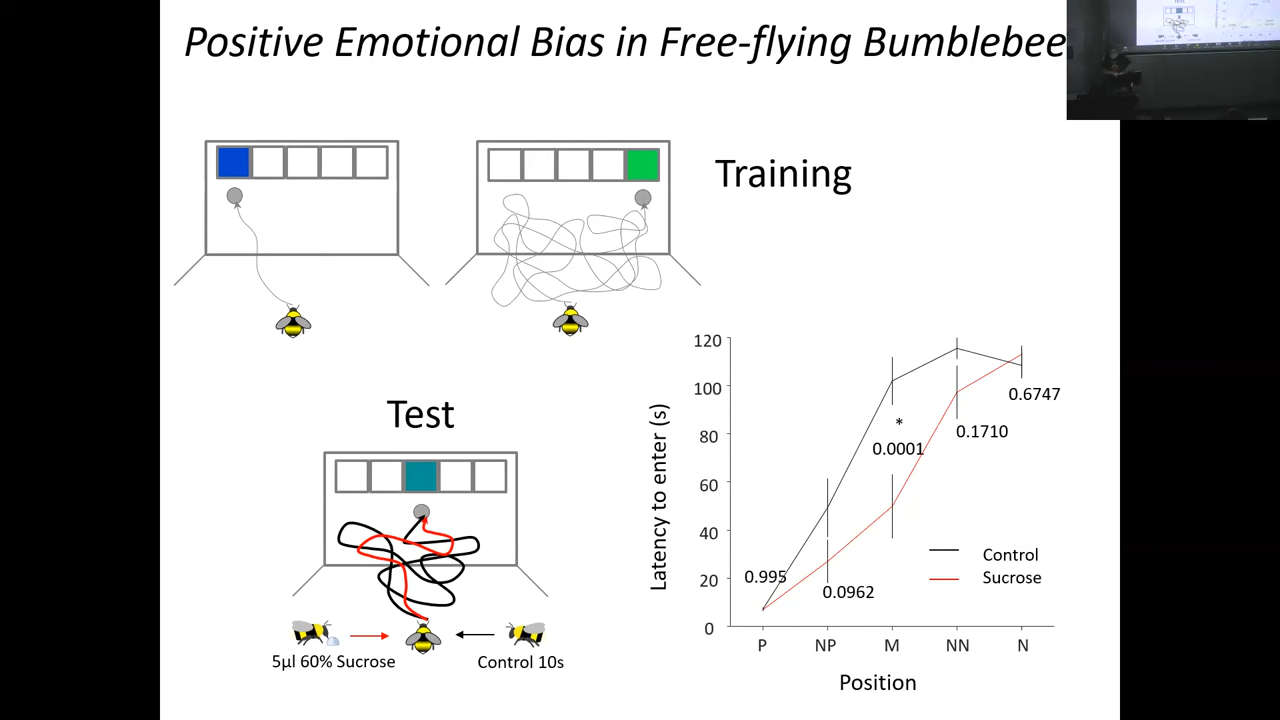 Positive Emotional Bias in Free-flying Bumblebee
Training
Test
5µl 60% Sucrose
Control 10s
120
100
80
60
40
20
0
Latency to enter (s)
0.995
0.0962
*
0.0001
0.1710
0.6747
Control
Sucrose
P NP M NN N
Position